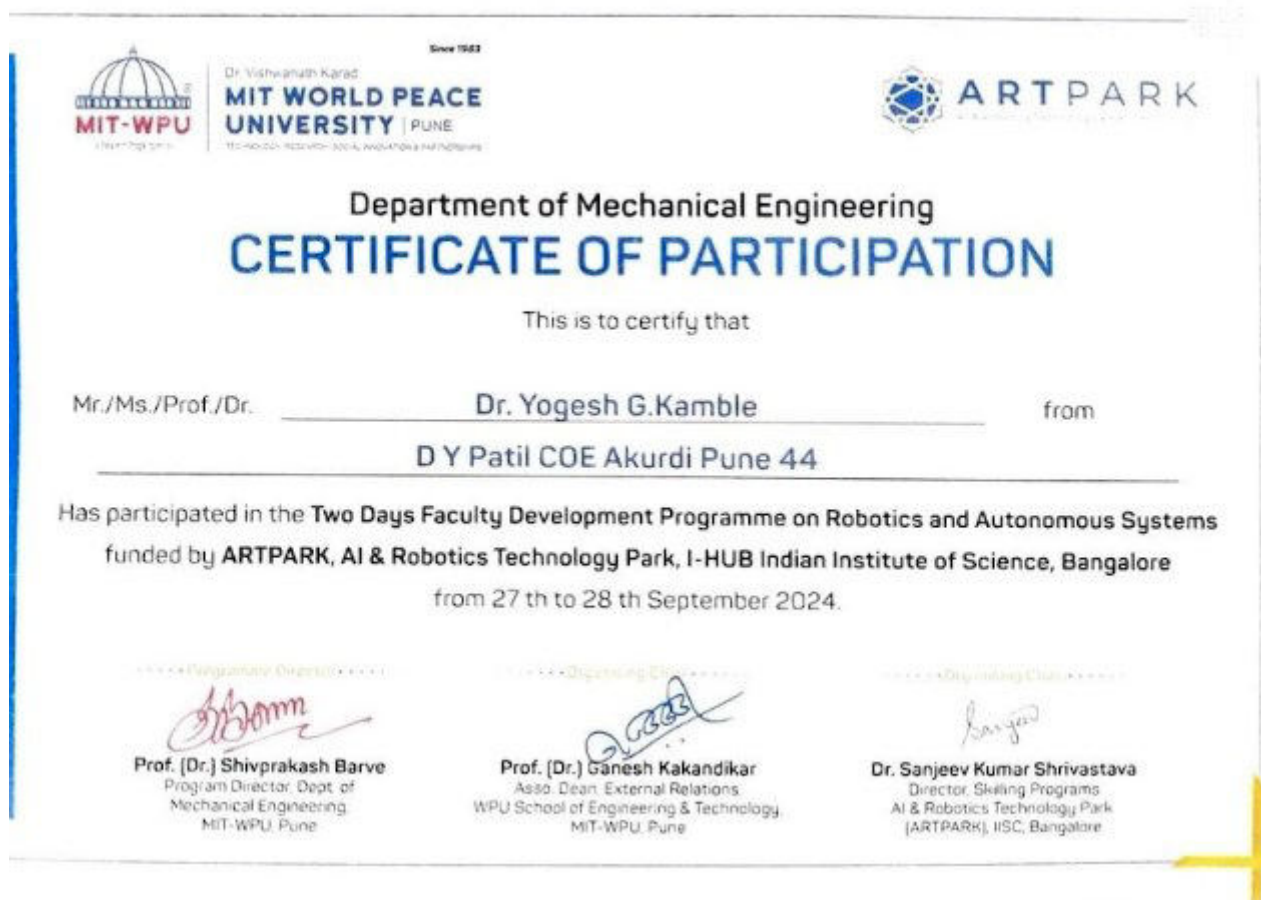 Since 1983
Dr. Vishwanath Karad
MIT WORLD PEACE
UNIVERSITY | PUNE
MIT-WPU
ARTPARK
Department of Mechanical Engineering
CERTIFICATE OF PARTICIPATION
This is to certify that
Mr./Ms./Prof./Dr. Dr. Yogesh G.Kamble from
D Y Patil COE Akurdi Pune 44
Has participated in the Two Days Faculty Development Programme on Robotics and Autonomous Systems
funded by ARTPARK, AI & Robotics Technology Park, I-HUB Indian Institute of Science, Bangalore
from 27 th to 28 th September 2024.
Programme Director
Organising Chair
Organising Chair
Prof. (Dr.) Shivprakash Barve
Program Director, Dept. of
Mechanical Engineering,
MIT-WPU, Pune
Prof. (Dr.) Ganesh Kakandikar
Asso. Dean External Relations
WPU School of Engineering & Technology
MIT-WPU, Pune
Dr. Sanjeev Kumar Shrivastava
Director, Skilling Programs
AI & Robotics Technology Park
(ARTPARK), IISC, Bangalore